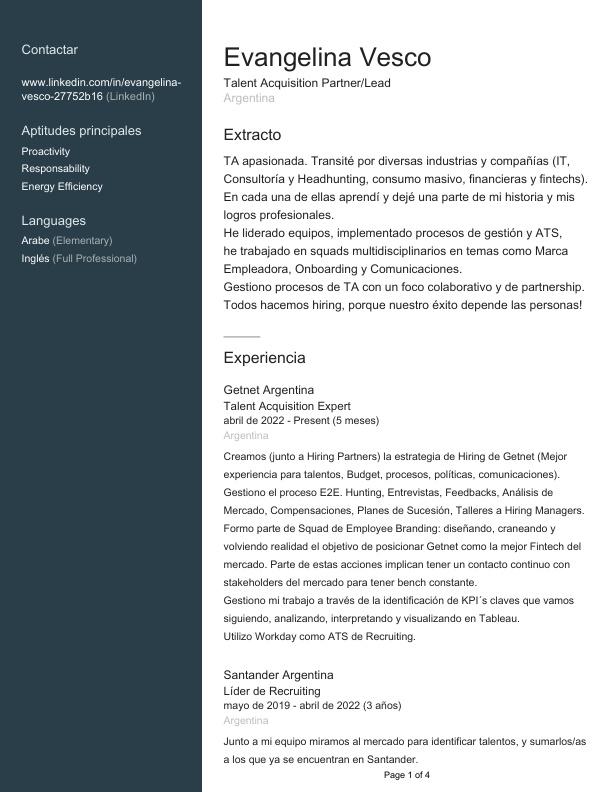 Contactar
www.linkedin.com/in/evangelina-
vesco-27752b16 (LinkedIn)
Aptitudes principales
Proactivity
Responsability
Energy Efficiency
Languages
Arabe (Elementary)
Inglés (Full Professional)
Evangelina Vesco
Talent Acquisition Partner/Lead
Argentina
Extracto
TA apasionada. Transité por diversas industrias y compañías (IT,
Consultoría y Headhunting, consumo masivo, financieras y fintechs).
En cada una de ellas aprendí y dejé una parte de mi historia y mis
logros profesionales.
He liderado equipos, implementado procesos de gestión y ATS,
he trabajado en squads multidisciplinarios en temas como Marca
Empleadora, Onboarding y Comunicaciones.
Gestiono procesos de TA con un foco colaborativo y de partnership.
Todos hacemos hiring, porque nuestro éxito depende las personas!
Experiencia
Getnet Argentina
Talent Acquisition Expert
abril de 2022 - Present (5 meses)
Argentina
Creamos (junto a Hiring Partners) la estrategia de Hiring de Getnet (Mejor
experiencia para talentos, Budget, procesos, políticas, comunicaciones).
Gestiono el proceso E2E. Hunting, Entrevistas, Feedbacks, Análisis de
Mercado, Compensaciones, Planes de Sucesión, Talleres a Hiring Managers.
Formo parte de Squad de Employee Branding: diseñando, craneando y
volviendo realidad el objetivo de posicionar Getnet como la mejor Fintech del
mercado. Parte de estas acciones implican tener un contacto continuo con
stakeholders del mercado para tener bench constante.
Gestiono mi trabajo a través de la identificación de KPI´s claves que vamos
siguiendo, analizando, interpretando y visualizando en Tableau.
Utilizo Workday como ATS de Recruiting.
Santander Argentina
Líder de Recruiting
mayo de 2019 - abril de 2022 (3 años)
Argentina
Junto a mi equipo miramos al mercado para identificar talentos, y sumarlos/as
a los que ya se encuentran en Santander.
Page 1 of 4